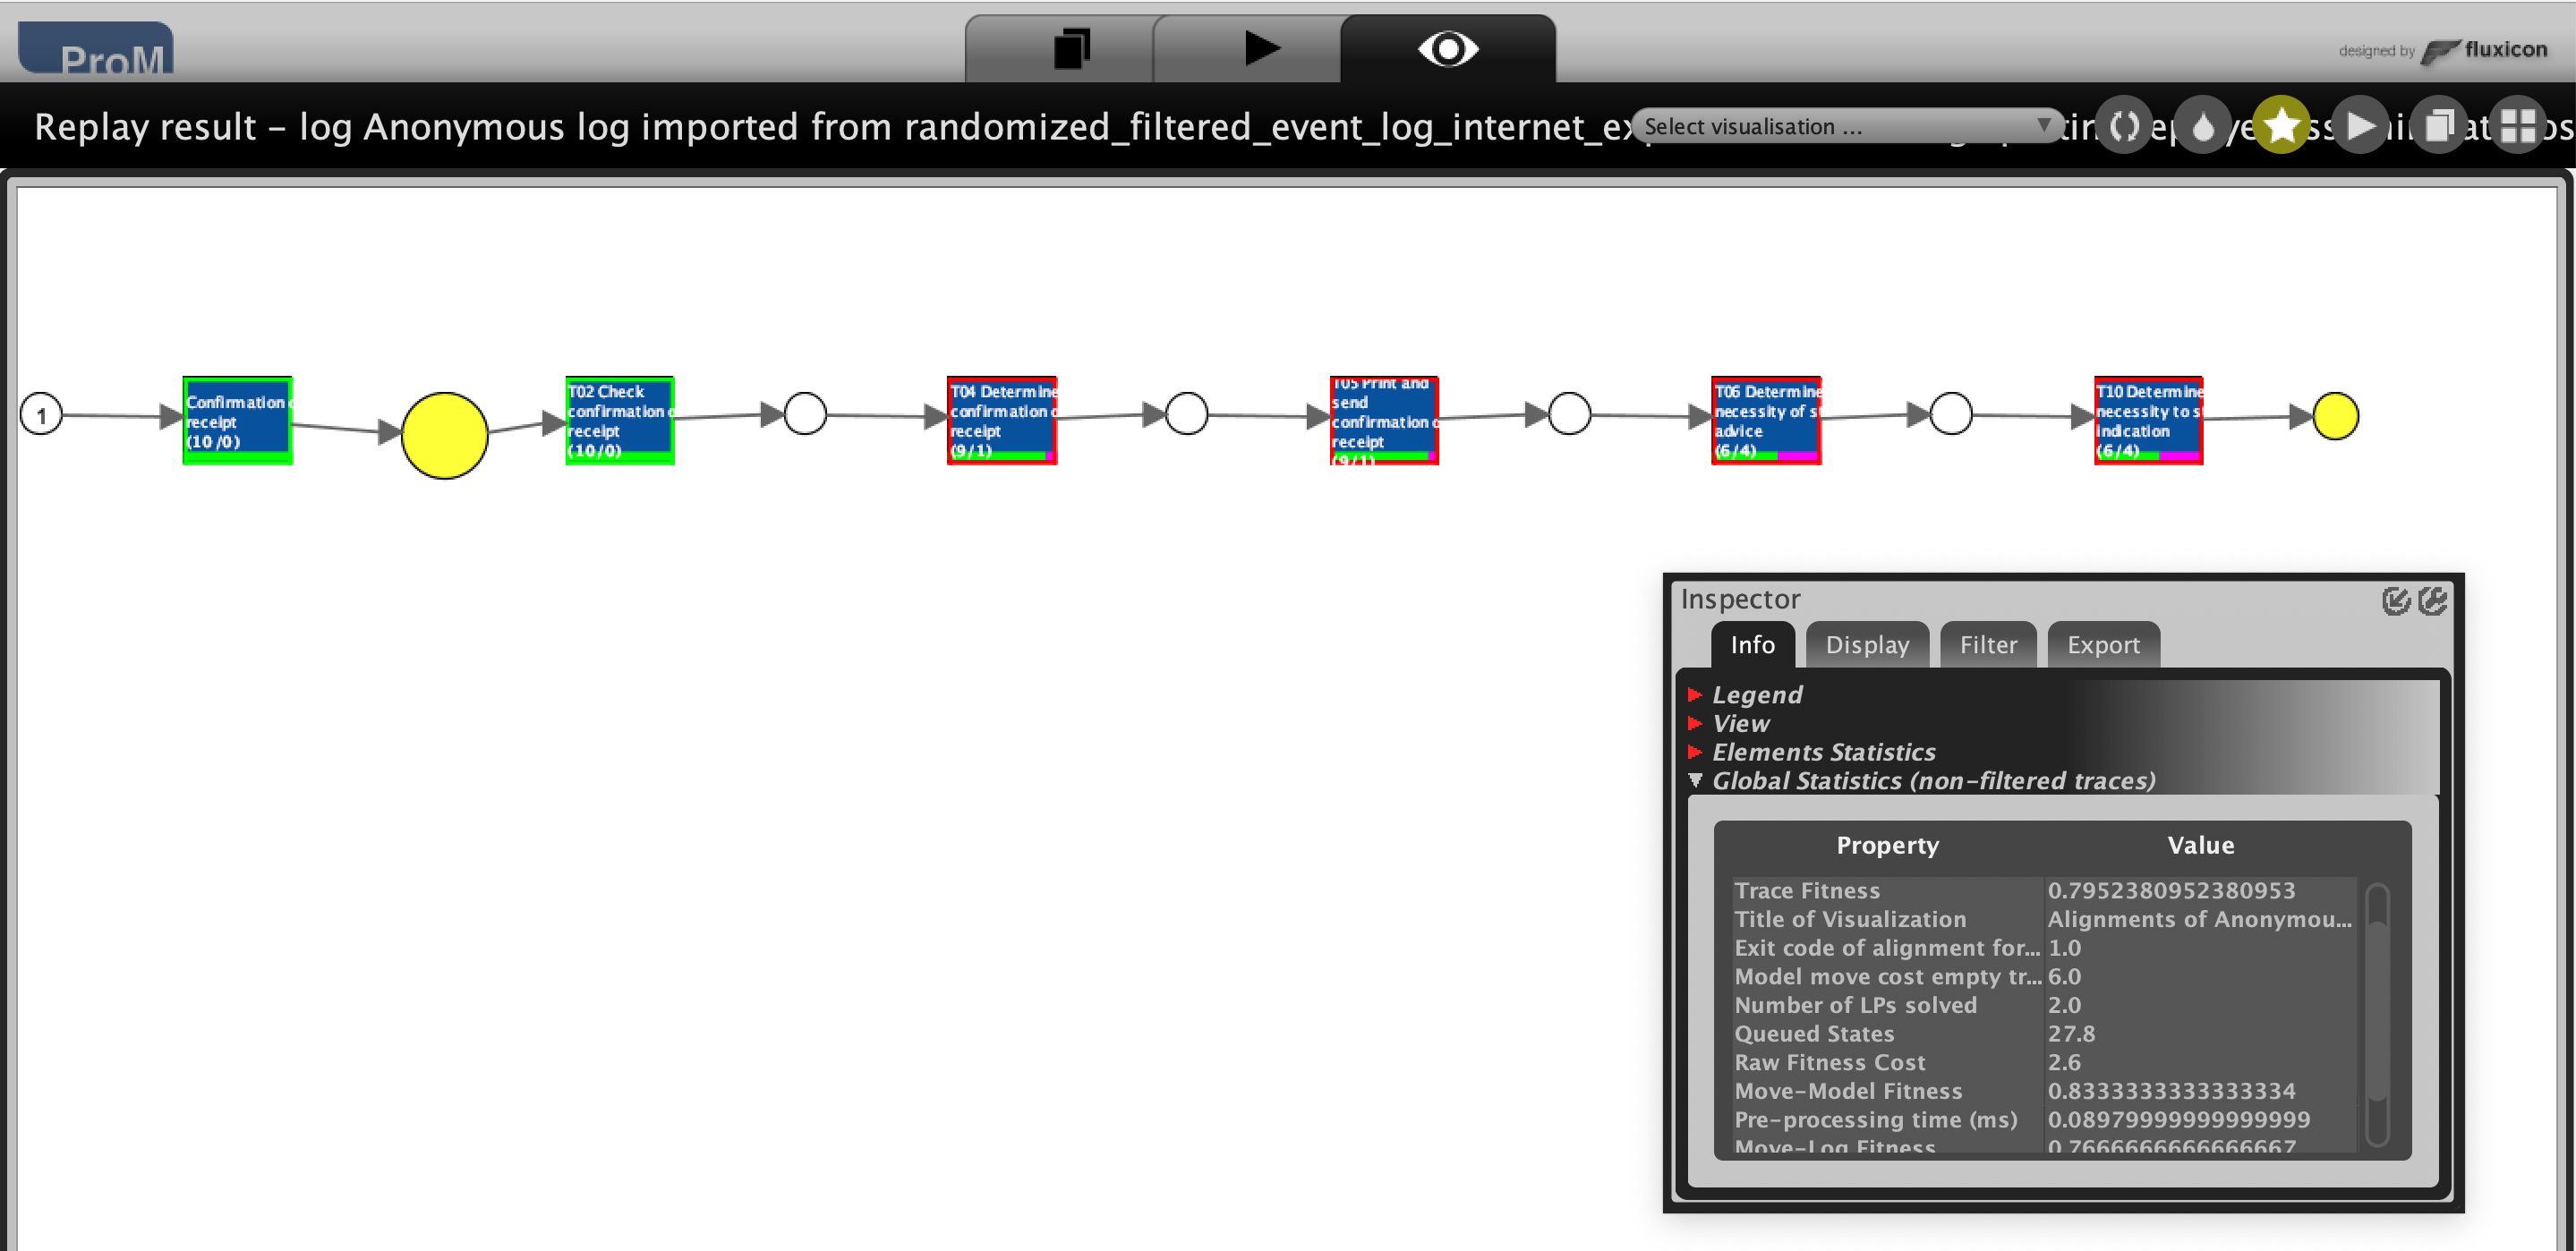 ProM
designed by fluxicon
Replay result - log Anonymous log imported from randomized_filtered_event_log_internet_ex
Select visualisation ...
1
Confirmation
receipt
(10 /0)
T02 Check
confirmation
receipt
(10/0)
T04 Determine
confirmation
receipt
(9/1)
T05 Print and
send
confirmation
receipt
(9/1)
T06 Determine
necessity of
advice
(6/4)
T10 Determine
necessity to
indication
(6/4)
Inspector
Info Display Filter Export
Legend
View
Elements Statistics
Global Statistics (non-filtered traces)
Property Value
Trace Fitness 0.7952380952380953
Title of Visualization Alignments of Anonymou...
Exit code of alignment for... 1.0
Model move cost empty tr... 6.0
Number of LPs solved 2.0
Queued States 27.8
Raw Fitness Cost 2.6
Move-Model Fitness 0.8333333333333334
Pre-processing time (ms) 0.08979999999999999
Move-Log Fitness 0.7666666666666667